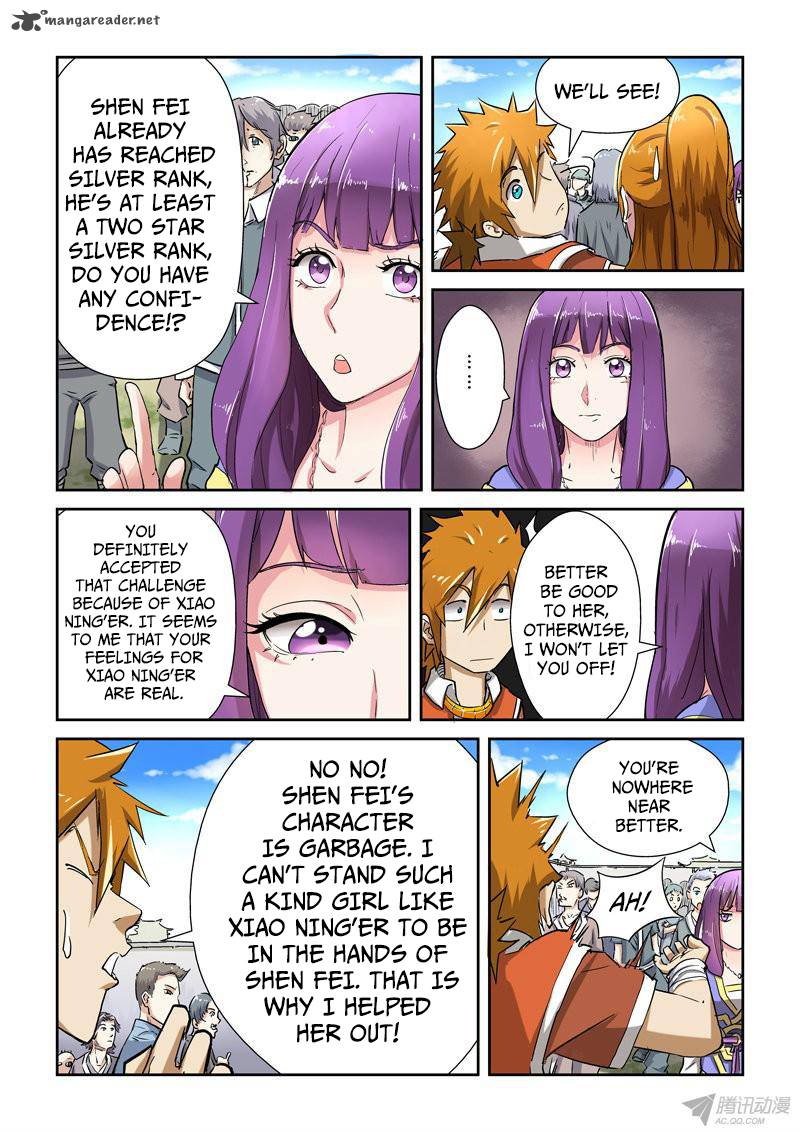 mangareader.net
SHEN FEI
ALREADY
HAS REACHED
SILVER RANK,
HE'S AT LEAST
A TWO STAR
SILVER RANK,
DO YOU HAVE
ANY CONFI-
DENCE!?
WE'LL SEE!
......
YOU
DEFINITELY
ACCEPTED
THAT CHALLENGE
BECAUSE OF XIAO
NING'ER. IT SEEMS
TO ME THAT YOUR
FEELINGS FOR
XIAO NING'ER
ARE REAL.
BETTER
BE GOOD
TO HER,
OTHERWISE,
I WON'T LET
YOU OFF!
NO NO!
SHEN FEI'S
CHARACTER
IS GARBAGE. I
CAN'T STAND SUCH
A KIND GIRL LIKE
XIAO NING'ER TO BE
IN THE HANDS OF
SHEN FEI. THAT IS
WHY I HELPED
HER OUT!
YOU'RE
NOWHERE
NEAR
BETTER.
AH!
腾讯动漫
AC.QQ.COM